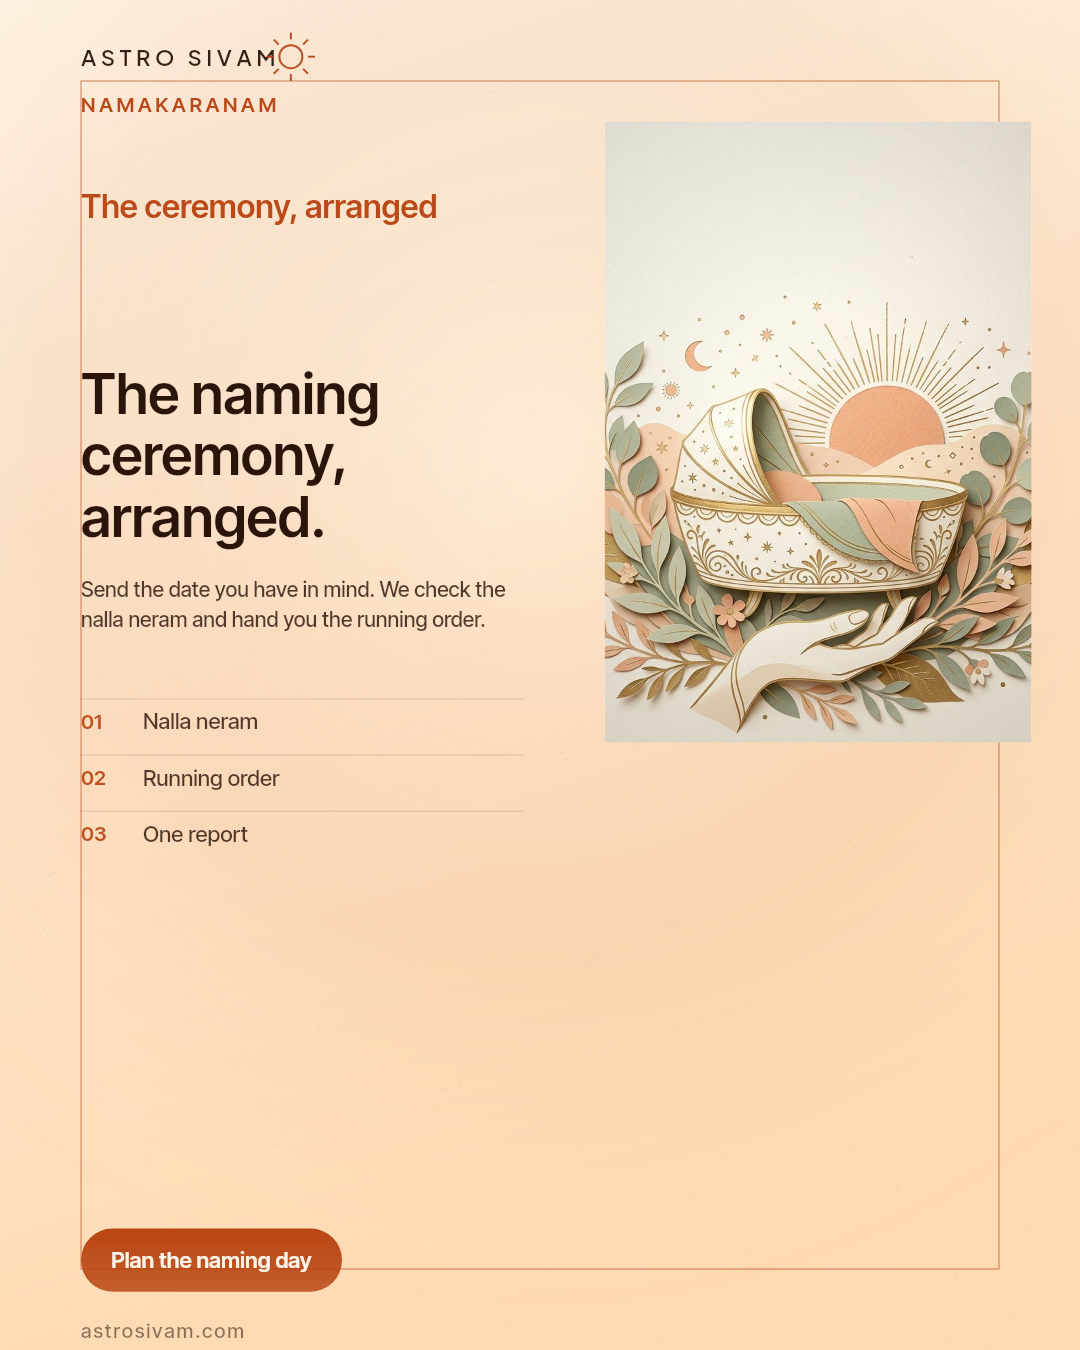 ASTRO SIVAM
NAMAKARANAM
The ceremony, arranged
The naming
ceremony,
arranged.
Send the date you have in mind. We check the
nalla neram and hand you the running order.
01 Nalla neram
02 Running order
03 One report
Plan the naming day
astrosivam.com